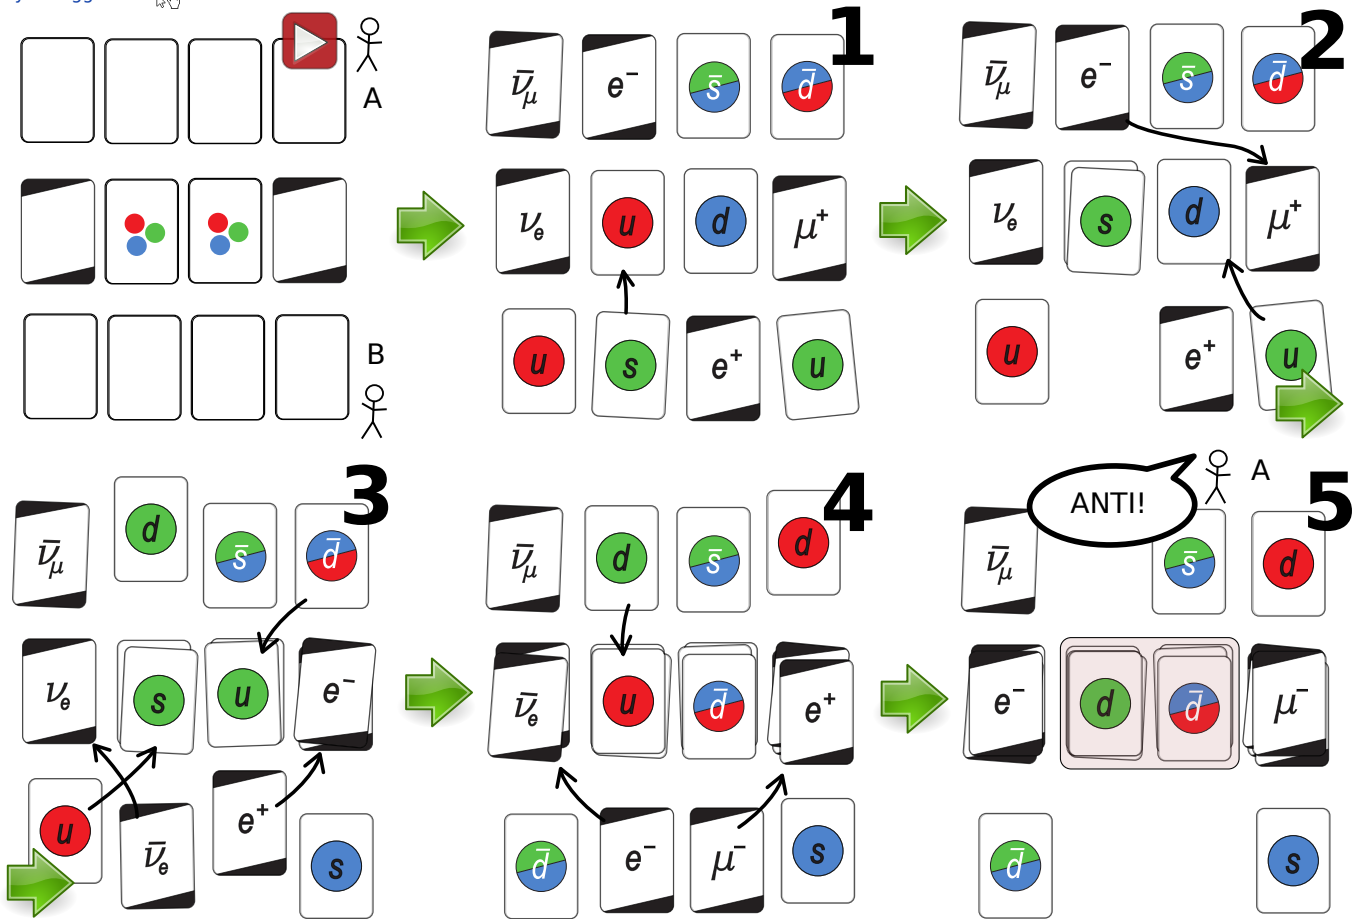 A
B
1
ν̄μ e⁻ s̄ d̄
νe u d μ⁺
u s e⁺ u
2
ν̄μ e⁻ s̄ d̄
νe s d μ⁺
u e⁺ u
3
ν̄μ d s̄ d̄
νe s u e⁻
u ν̄e e⁺ s
4
ν̄μ d s̄ d
ν̄e u d̄ e⁺
d̄ e⁻ μ⁻ s
5
ANTI! A
ν̄μ s̄ d
e⁻ d d̄ μ⁻
d̄ s